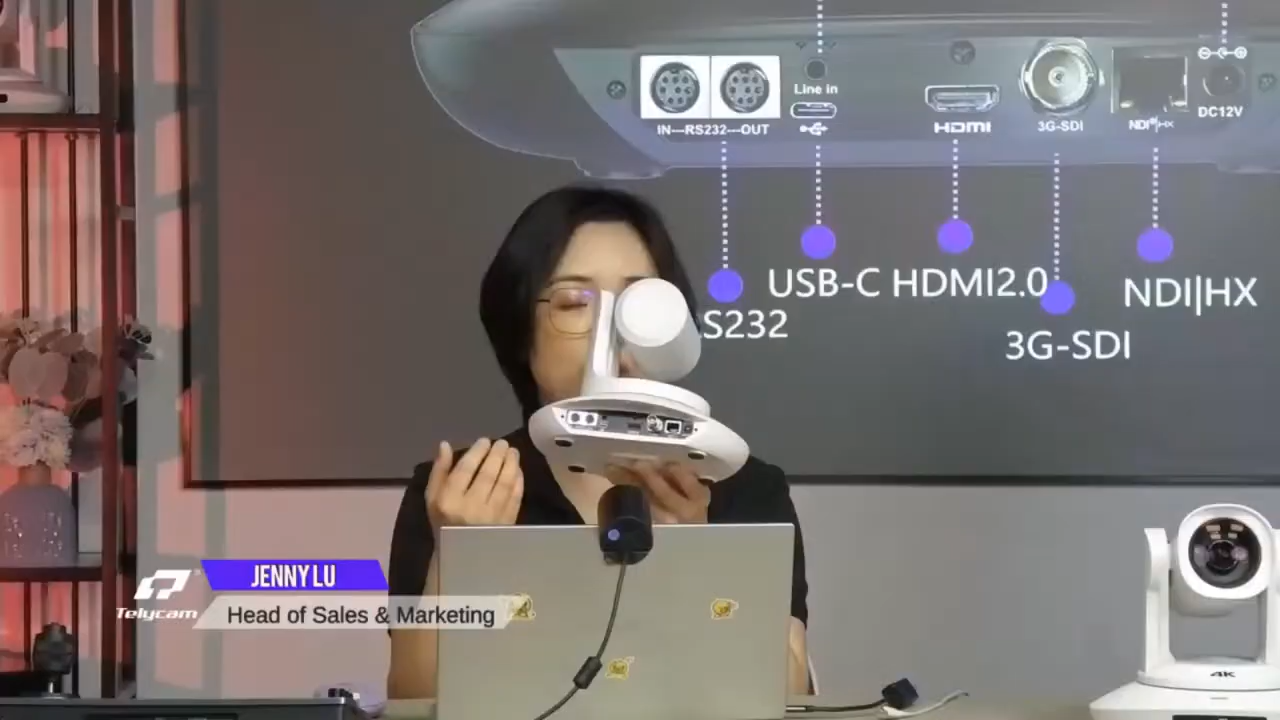 Line in
IN---RS232---OUT
HDMI
3G-SDI
NDI®|HX
DC12V
USB-C
HDMI2.0
NDI|HX
S232
3G-SDI
JENNY LU
Telycam
Head of Sales & Marketing
4K